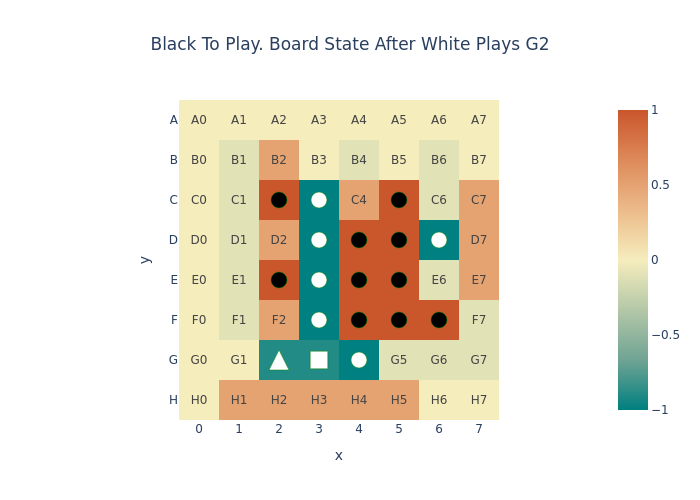 Black To Play. Board State After White Plays G2
A A0 A1 A2 A3 A4 A5 A6 A7
B B0 B1 B2 B3 B4 B5 B6 B7
C C0 C1 C4 C6 C7
D D0 D1 D2 D7
E E0 E1 E6 E7
F F0 F1 F2 F7
G G0 G1 G5 G6 G7
H H0 H1 H2 H3 H4 H5 H6 H7
0 1 2 3 4 5 6 7
x
y
1
0.5
0
−0.5
−1